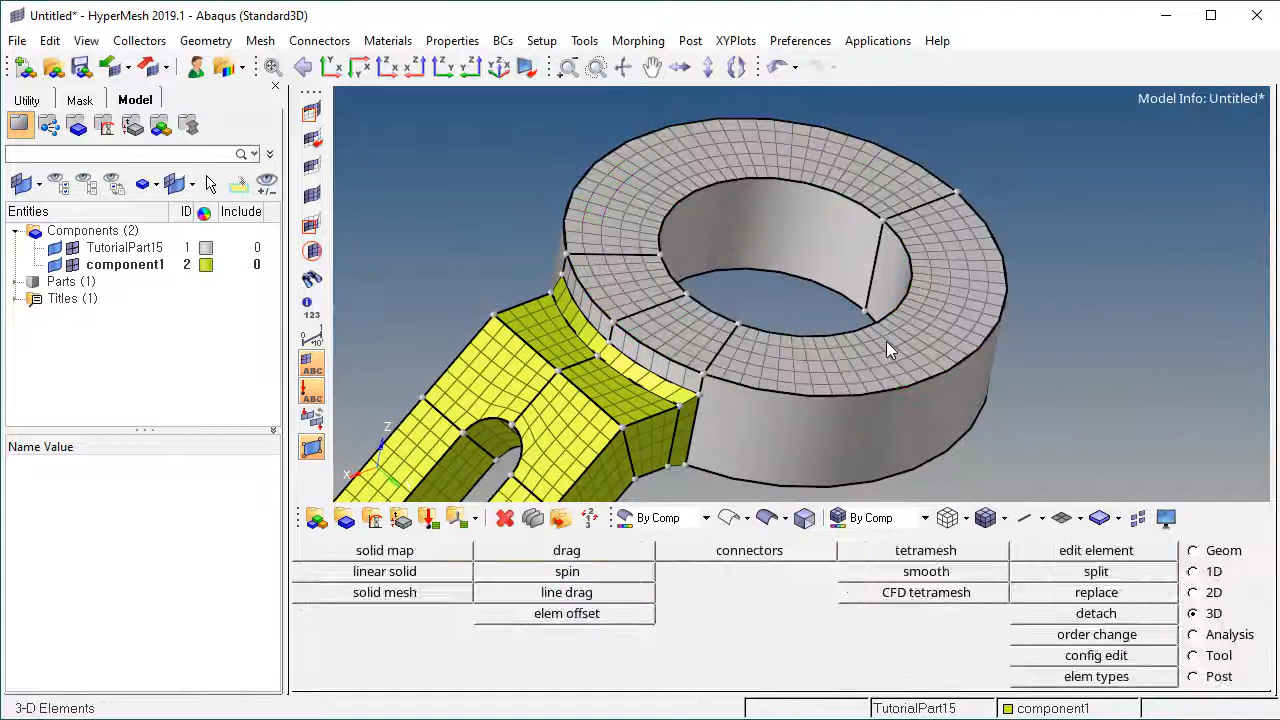 Untitled* - HyperMesh 2019.1 - Abaqus (Standard3D)
File Edit View Collectors Geometry Mesh Connectors Materials Properties BCs Setup Tools Morphing Post XYPlots Preferences Applications Help
Utility Mask Model
Model Info: Untitled*
Entities ID Include
Components (2)
TutorialPart15 1 0
component1 2 0
Parts (1)
Titles (1)
123
ABC
ABC
Name Value
Z
X
By Comp By Comp
solid map drag connectors tetramesh edit element Geom
linear solid spin smooth split 1D
solid mesh line drag CFD tetramesh replace 2D
elem offset detach 3D
order change Analysis
config edit Tool
elem types Post
3-D Elements TutorialPart15 component1